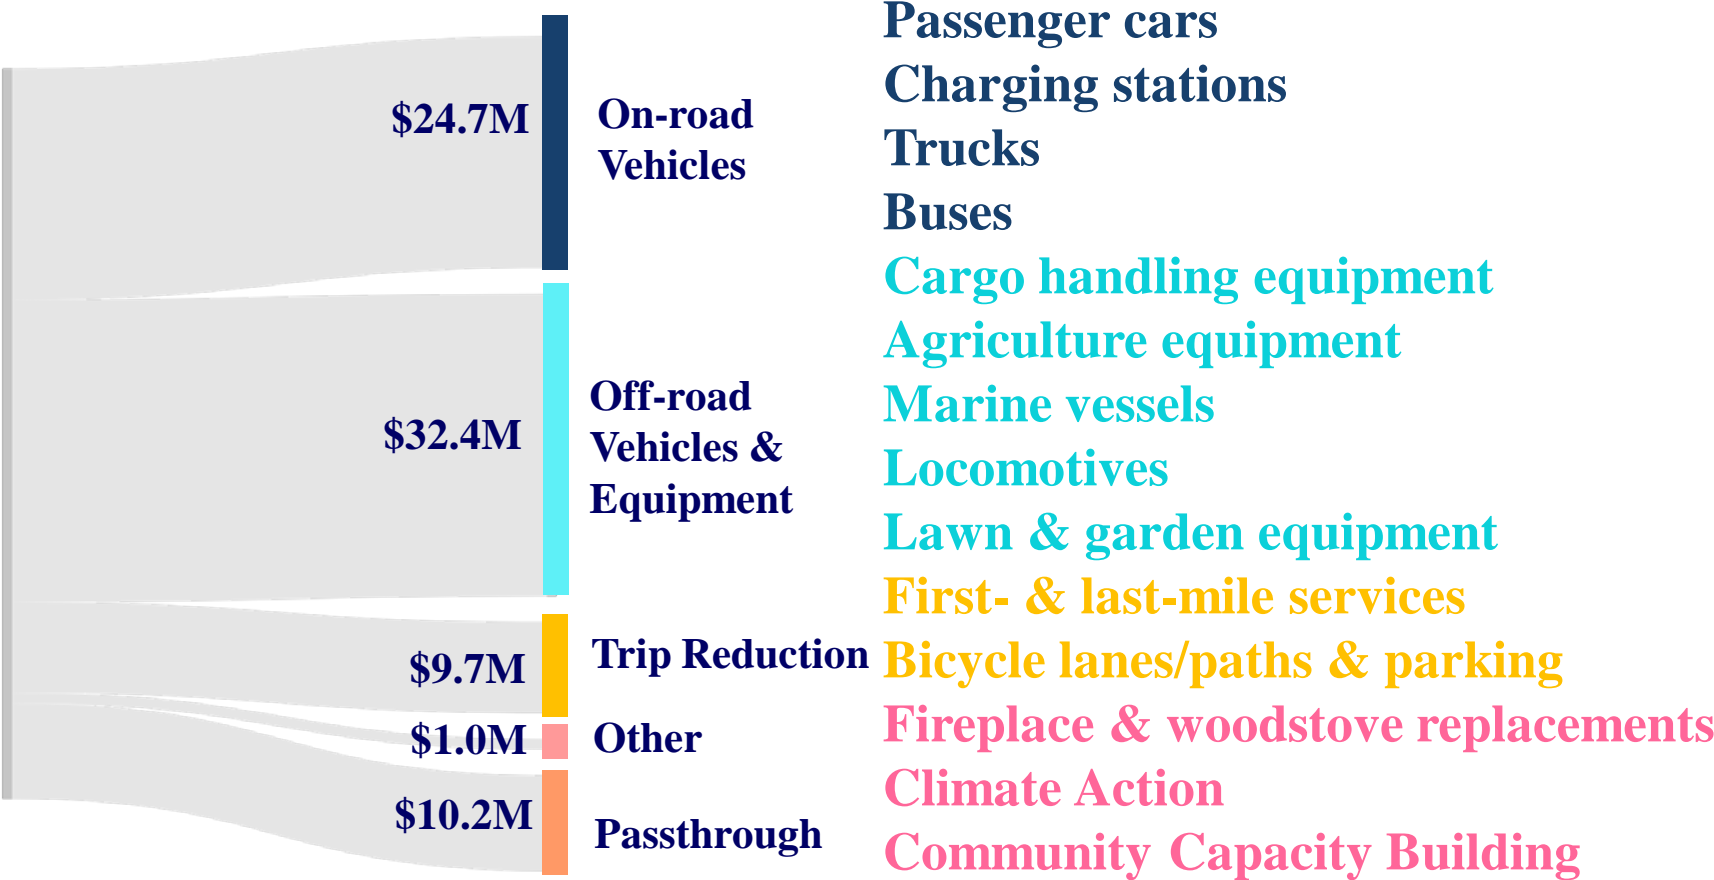 $24.7M
On-road
Vehicles
$32.4M
Off-road
Vehicles &
Equipment
$9.7M
Trip Reduction
$1.0M
Other
$10.2M
Passthrough
Passenger cars
Charging stations
Trucks
Buses
Cargo handling equipment
Agriculture equipment
Marine vessels
Locomotives
Lawn & garden equipment
First- & last-mile services
Bicycle lanes/paths & parking
Fireplace & woodstove replacements
Climate Action
Community Capacity Building